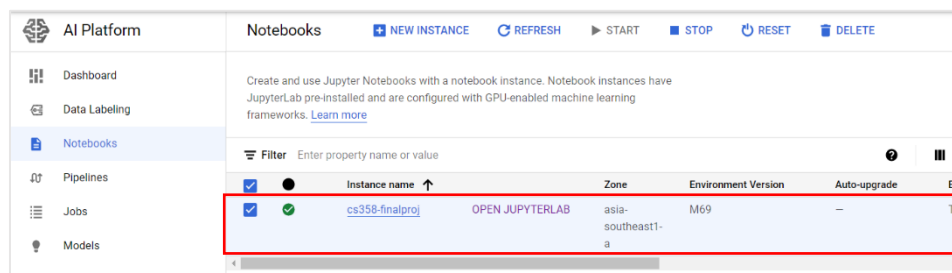 AI Platform
Notebooks
NEW INSTANCE
REFRESH
START
STOP
RESET
DELETE
Dashboard
Data Labeling
Notebooks
Pipelines
Jobs
Models
Create and use Jupyter Notebooks with a notebook instance. Notebook instances have
JupyterLab pre-installed and are configured with GPU-enabled machine learning
frameworks. Learn more
Filter Enter property name or value
Instance name Zone Environment Version Auto-upgrade
cs358-finalproj OPEN JUPYTERLAB asia- M69 —
southeast1-
a